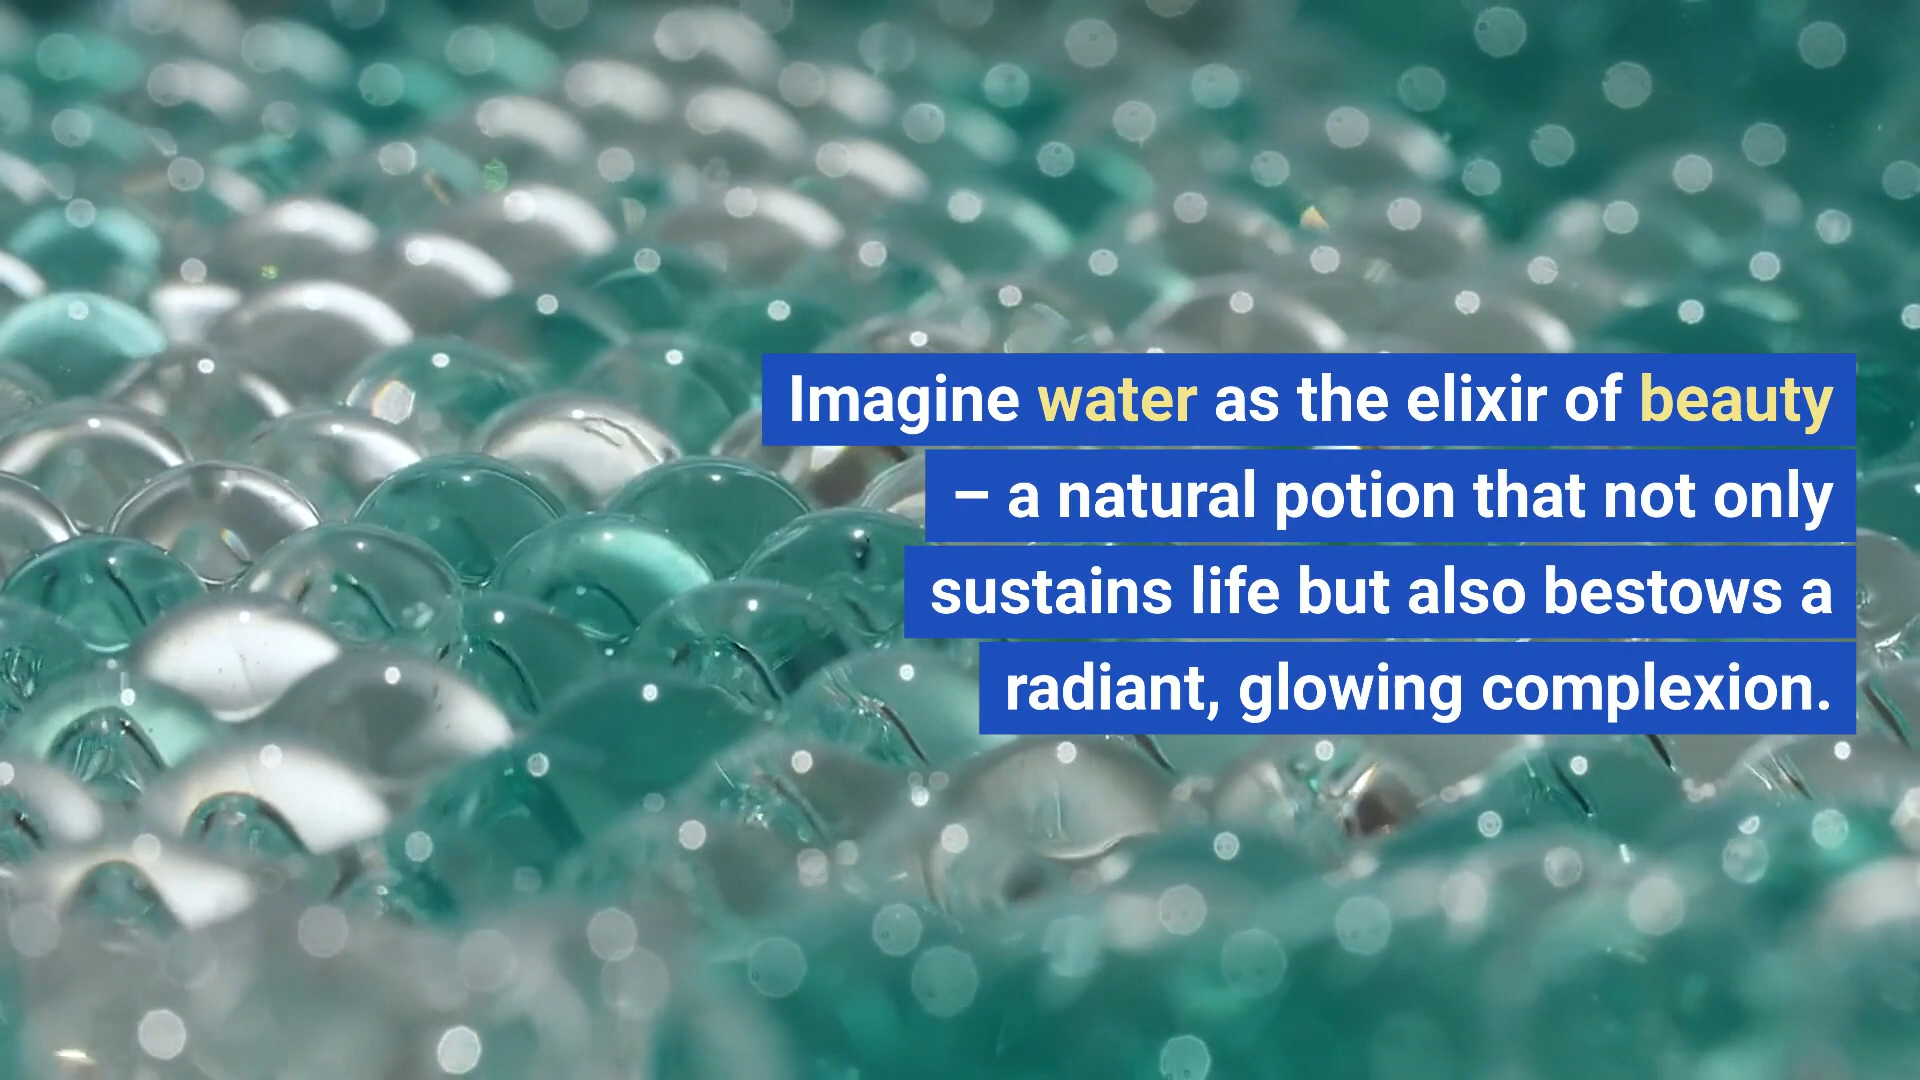 Imagine water as the elixir of beauty
– a natural potion that not only
sustains life but also bestows a
radiant, glowing complexion.